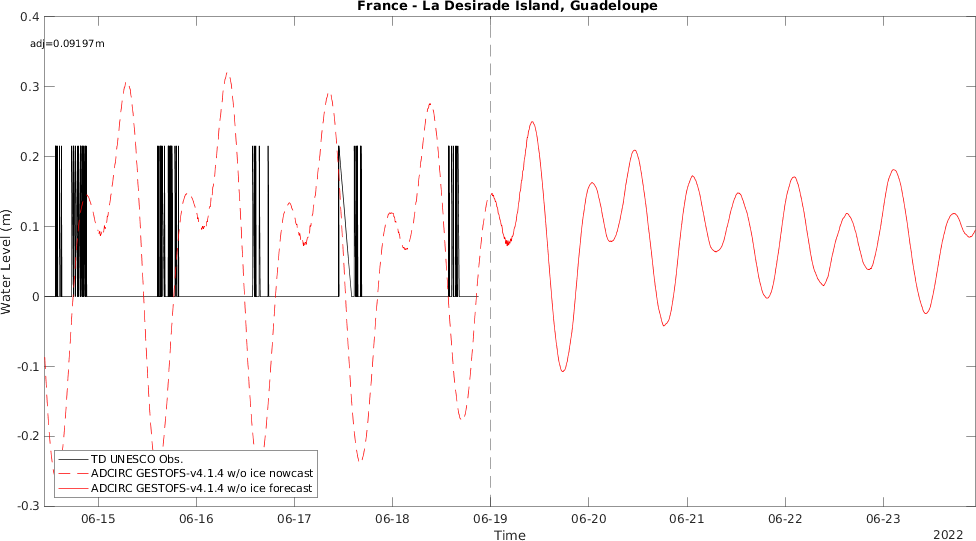 France - La Desirade Island, Guadeloupe
adj=0.09197m
0.4
0.3
0.2
0.1
0
-0.1
-0.2
-0.3
Water Level (m)
TD UNESCO Obs.
ADCIRC GESTOFS-v4.1.4 w/o ice nowcast
ADCIRC GESTOFS-v4.1.4 w/o ice forecast
06-15 06-16 06-17 06-18 06-19 06-20 06-21 06-22 06-23
Time
2022